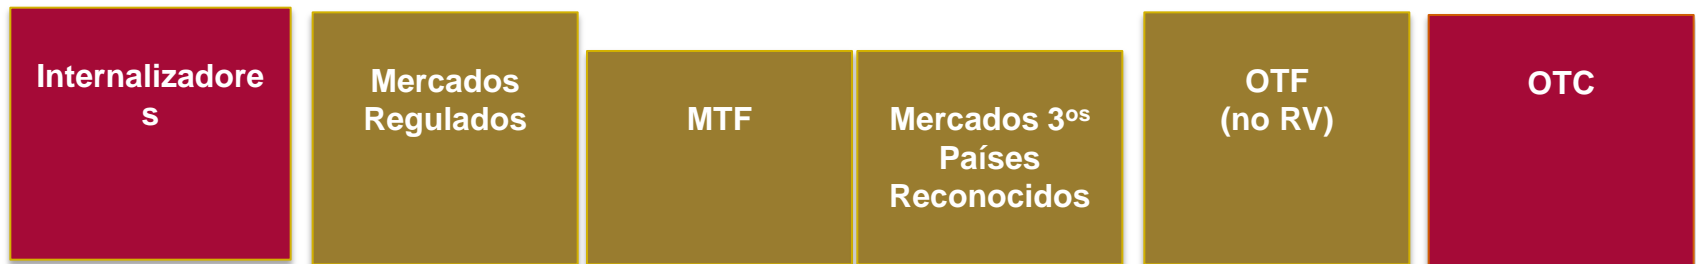 Internalizadore
s
Mercados
Regulados
MTF
Mercados 3os
Países
Reconocidos
OTF
(no RV)
OTC